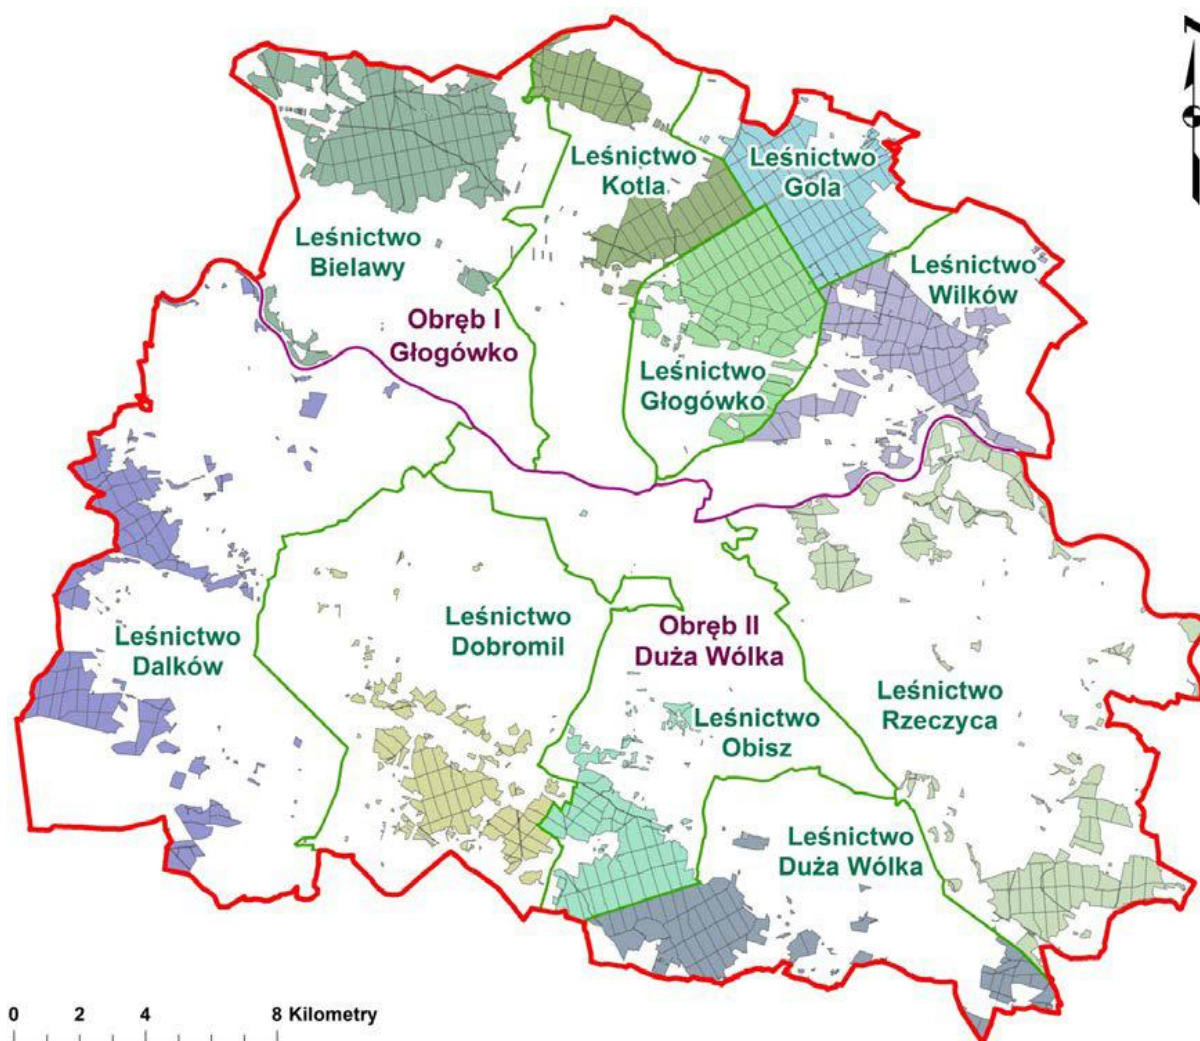 N
Leśnictwo
Kotla
Leśnictwo
Gola
Leśnictwo
Bielawy
Leśnictwo
Wilków
Obręb I
Głogówko
Leśnictwo
Głogówko
Leśnictwo
Dobromil
Obręb II
Duża Wólka
Leśnictwo
Dalków
Leśnictwo
Rzeczyca
Leśnictwo
Obisz
Leśnictwo
Duża Wólka
0 2 4 8 Kilometry